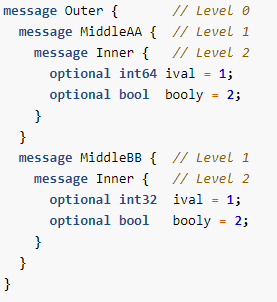 message Outer {       // Level 0
  message MiddleAA {  // Level 1
    message Inner {   // Level 2
      optional int64 ival = 1;
      optional bool  booly = 2;
    }
  }
  message MiddleBB {  // Level 1
    message Inner {   // Level 2
      optional int32  ival = 1;
      optional bool   booly = 2;
    }
  }
}